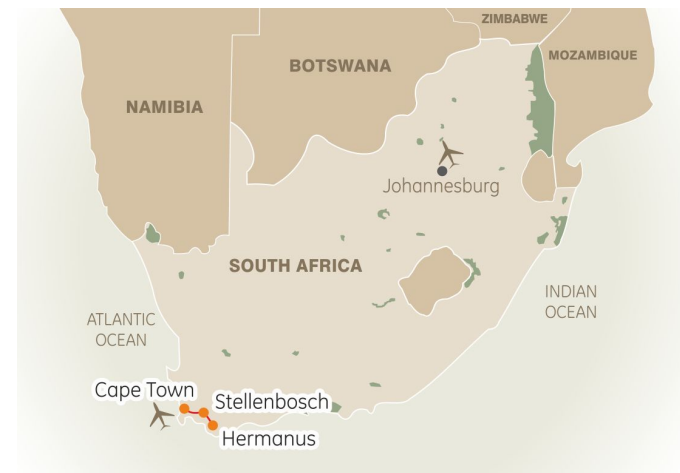 ZIMBABWE
MOZAMBIQUE
BOTSWANA
NAMIBIA
Johannesburg
SOUTH AFRICA
INDIAN
OCEAN
ATLANTIC
OCEAN
Cape Town
Stellenbosch
Hermanus